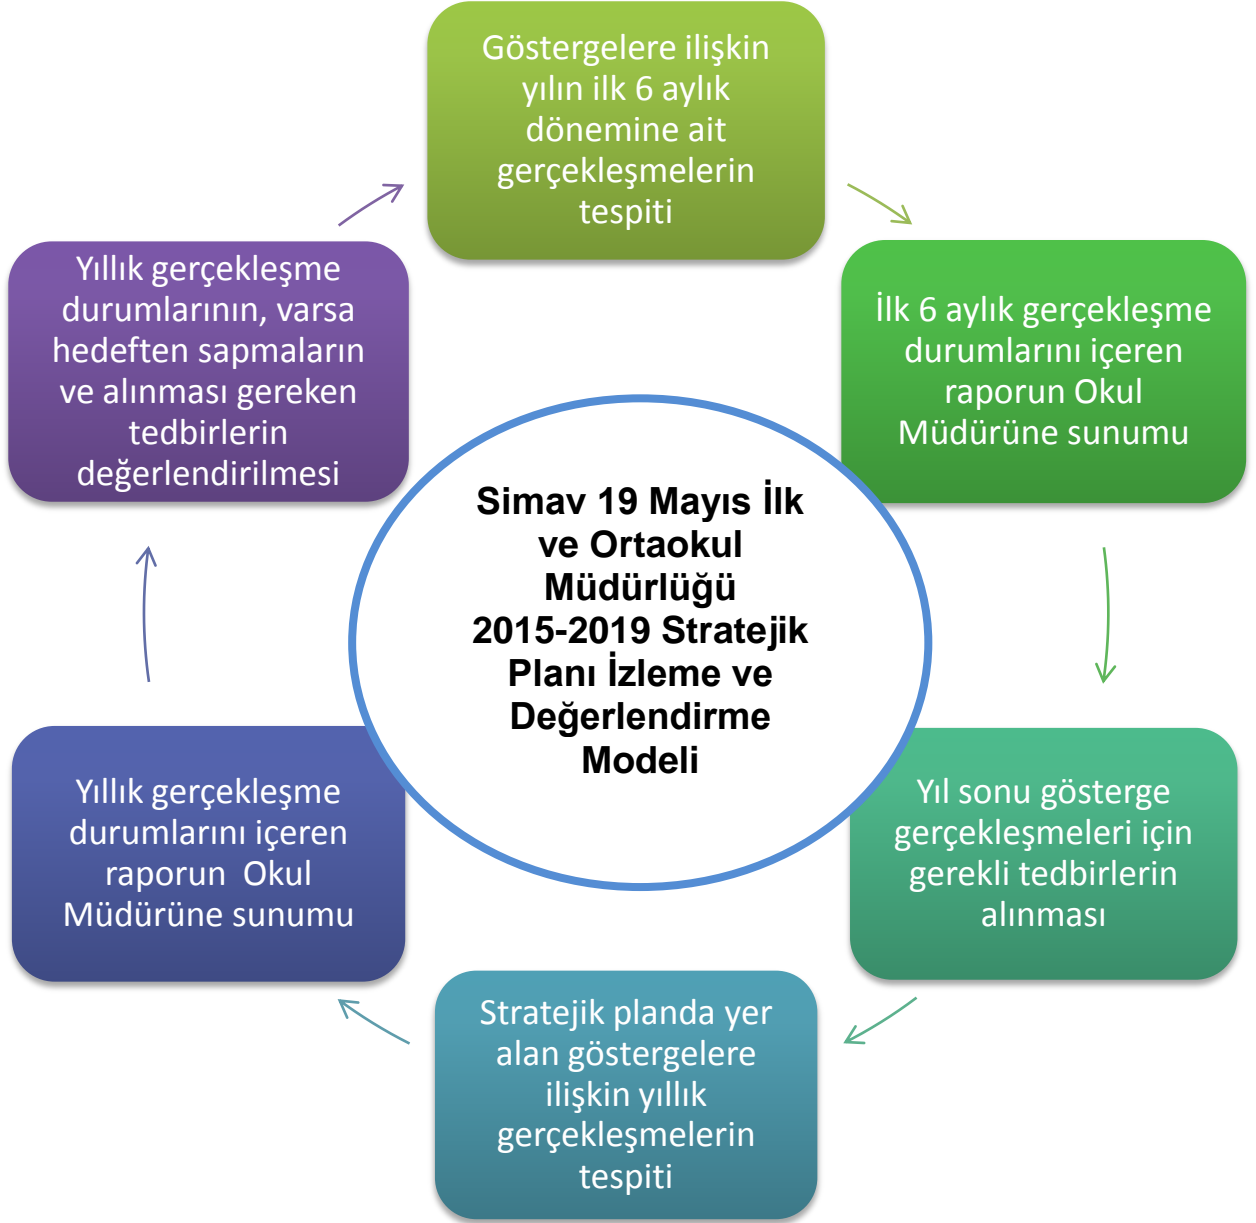 Göstergelere ilişkin
yılın ilk 6 aylık
dönemine ait
gerçekleşmelerin
tespiti
İlk 6 aylık gerçekleşme
durumlarını içeren
raporun Okul
Müdürüne sunumu
Yıl sonu gösterge
gerçekleşmeleri için
gerekli tedbirlerin
alınması
Stratejik planda yer
alan göstergelere
ilişkin yıllık
gerçekleşmelerin
tespiti
Yıllık gerçekleşme
durumlarını içeren
raporun Okul
Müdürüne sunumu
Yıllık gerçekleşme
durumlarının, varsa
hedeften sapmaların
ve alınması gereken
tedbirlerin
değerlendirilmesi
Simav 19 Mayıs İlk
ve Ortaokul
Müdürlüğü
2015-2019 Stratejik
Planı İzleme ve
Değerlendirme
Modeli